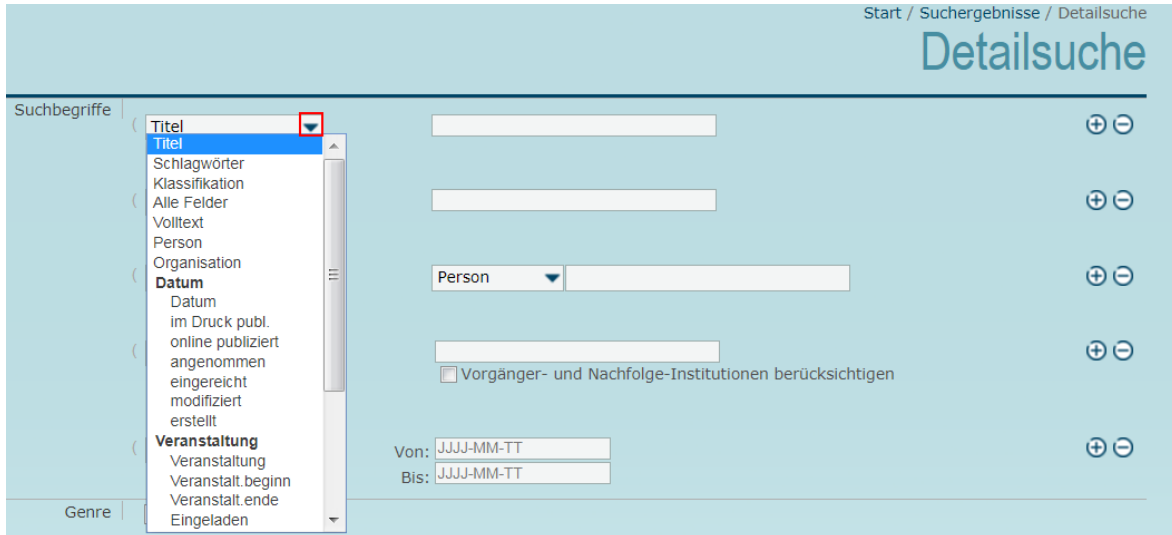 Start / Suchergebnisse / Detailsuche
Detailsuche
Suchbegriffe
( Titel
Titel
Schlagwörter
Klassifikation
Alle Felder
Volltext
Person
Organisation
Datum
Datum
im Druck publ.
online publiziert
angenommen
eingereicht
modifiziert
erstellt
Veranstaltung
Veranstaltung
Veranstalt.beginn
Veranstalt.ende
Eingeladen
(
(
Person
(
Vorgänger- und Nachfolge-Institutionen berücksichtigen
(
Von: JJJJ-MM-TT
Bis: JJJJ-MM-TT
Genre